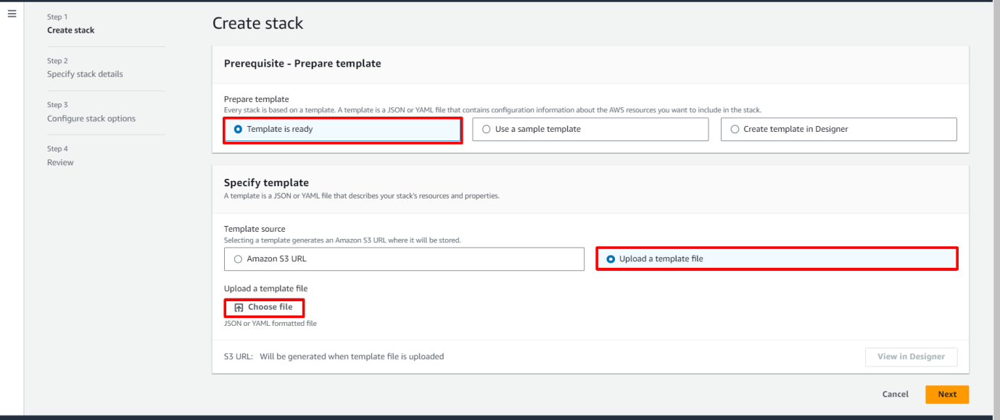 Step 1
Create stack
Step 2
Specify stack details
Step 3
Configure stack options
Step 4
Review
Create stack
Prerequisite - Prepare template
Prepare template
Every stack is based on a template. A template is a JSON or YAML file that contains configuration information about the AWS resources you want to include in the stack.
Template is ready
Use a sample template
Create template in Designer
Specify template
A template is a JSON or YAML file that describes your stack's resources and properties.
Template source
Selecting a template generates an Amazon S3 URL where it will be stored.
Amazon S3 URL
Upload a template file
Upload a template file
Choose file
JSON or YAML formatted file
S3 URL: Will be generated when template file is uploaded
View in Designer
Cancel
Next